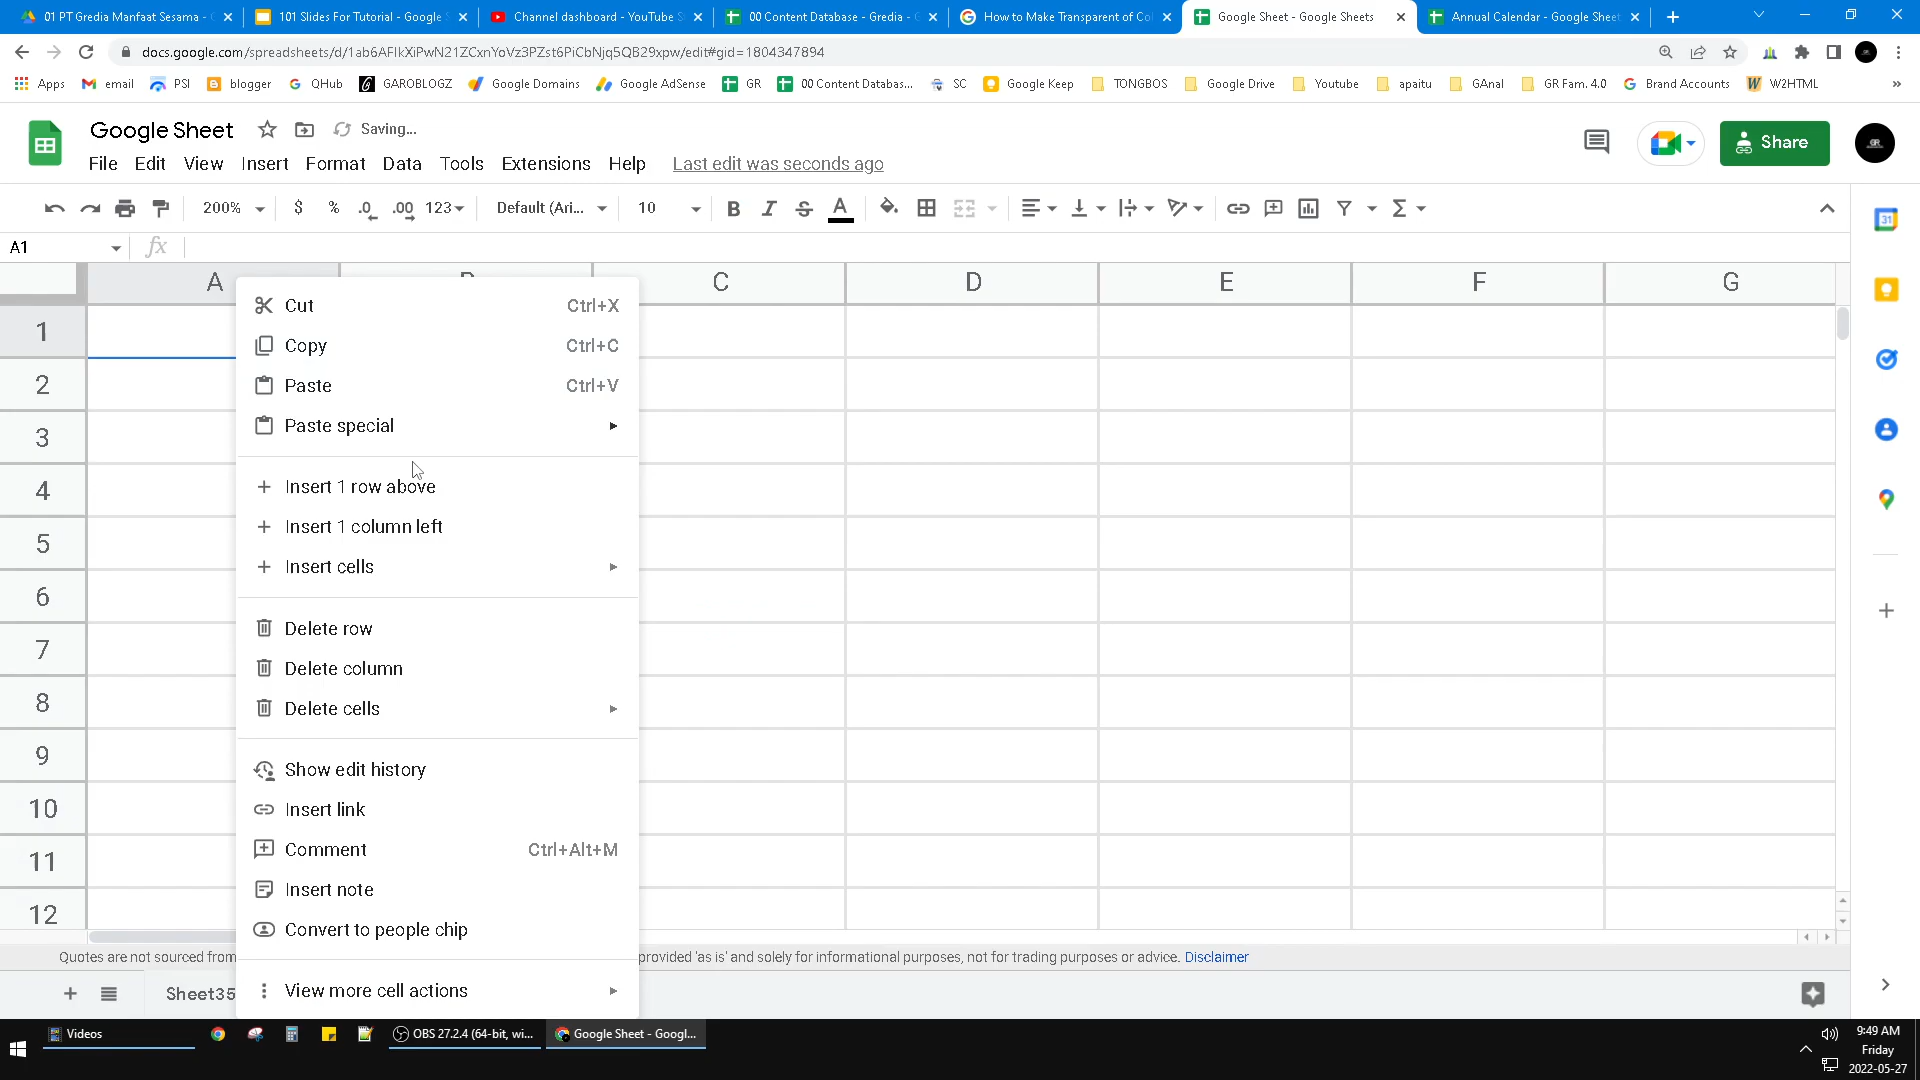 01 PT Gredia Manfaat Sesama -
101 Slides For Tutorial - Google
Channel dashboard - YouTube S
00 Content Database - Gredia -
How to Make Transparent of Co
Google Sheet - Google Sheets
Annual Calendar - Google Sheet
docs.google.com/spreadsheets/d/1ab6AFIkXiPwN21ZCxnYoVz3PZst6PiCbNjq5QB29xpw/edit#gid=1804347894
Apps
email
PSI
blogger
QHub
GAROBLOGZ
Google Domains
Google AdSense
GR
00 Content Databas...
SC
Google Keep
TONGBOS
Google Drive
Youtube
apaitu
GAnal
GR Fam. 4.0
Brand Accounts
W2HTML
»
Google Sheet
Saving...
File Edit View Insert Format Data Tools Extensions Help Last edit was seconds ago
Share
200% $ % .0 .00 123 Default (Ari... 10 B I S A
A1 fx
A C D E F G
1
2
3
4
5
6
7
8
9
10
11
12
Cut Ctrl+X
Copy Ctrl+C
Paste Ctrl+V
Paste special
Insert 1 row above
Insert 1 column left
Insert cells
Delete row
Delete column
Delete cells
Show edit history
Insert link
Comment Ctrl+Alt+M
Insert note
Convert to people chip
View more cell actions
Quotes are not sourced from provided 'as is' and solely for informational purposes, not for trading purposes or advice. Disclaimer
Sheet35
Videos
OBS 27.2.4 (64-bit, wi...
Google Sheet - Googl...
9:49 AM
Friday
2022-05-27